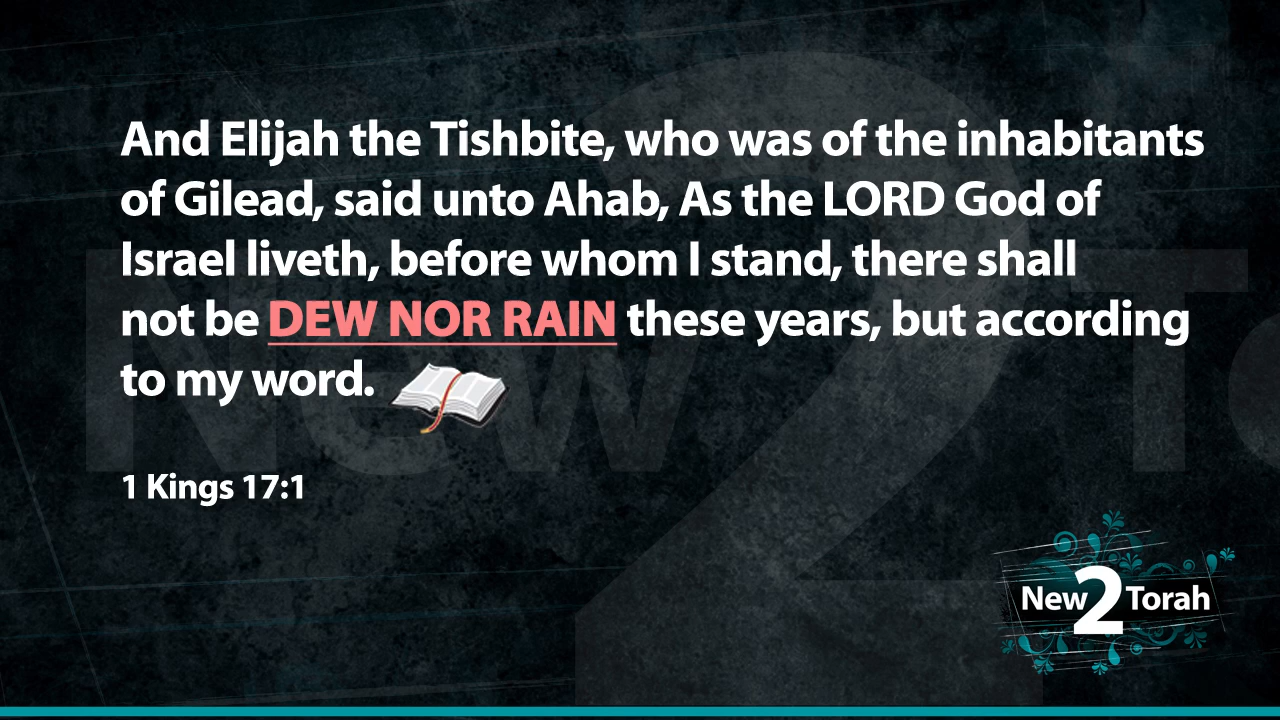 And Elijah the Tishbite, who was of the inhabitants
of Gilead, said unto Ahab, As the LORD God of
Israel liveth, before whom I stand, there shall
not be DEW NOR RAIN these years, but according
to my word.
1 Kings 17:1
New2Torah
New 2 To